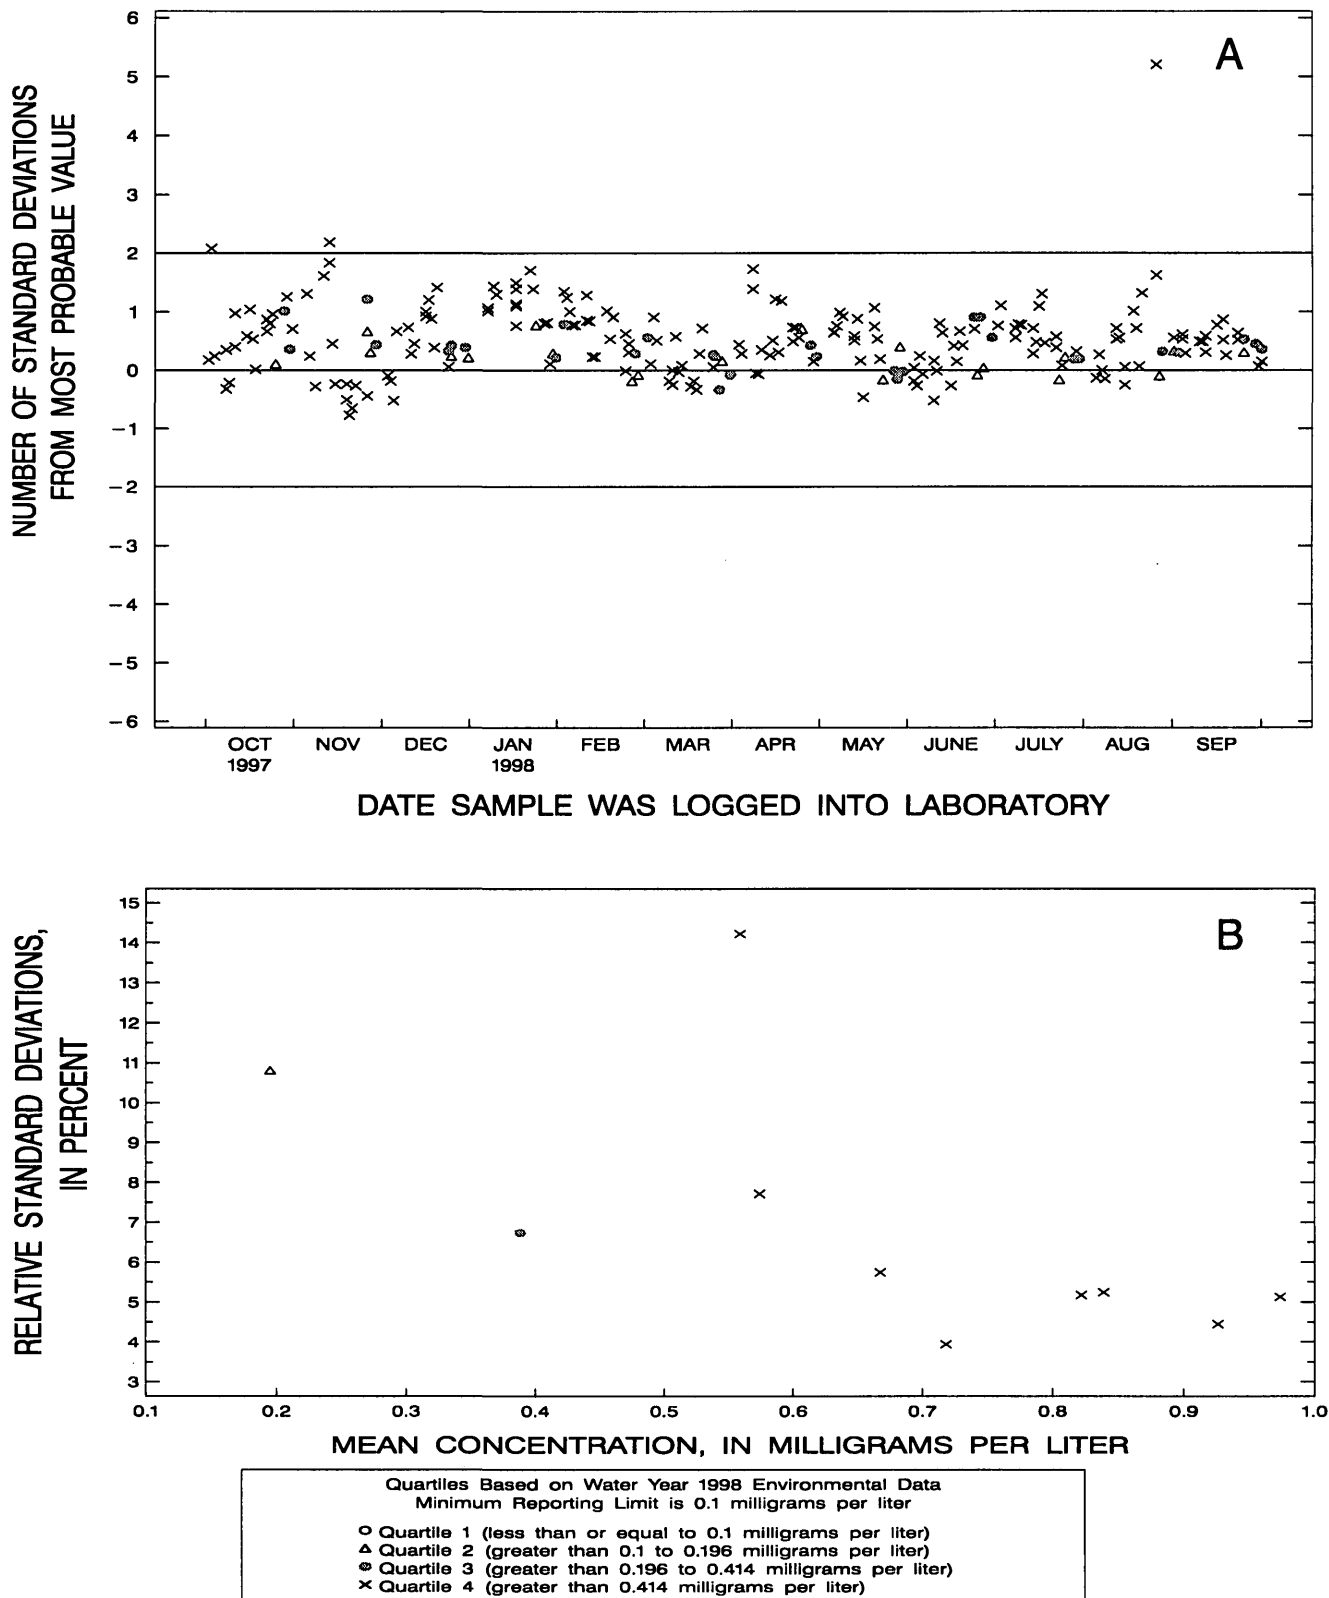 A
NUMBER OF STANDARD DEVIATIONS
FROM MOST PROBABLE VALUE
6
5
4
3
2
1
0
−1
−2
−3
−4
−5
−6
OCT NOV DEC JAN FEB MAR APR MAY JUNE JULY AUG SEP
1997 1998
DATE SAMPLE WAS LOGGED INTO LABORATORY
B
RELATIVE STANDARD DEVIATIONS,
IN PERCENT
15
14
13
12
11
10
9
8
7
6
5
4
3
0.1 0.2 0.3 0.4 0.5 0.6 0.7 0.8 0.9 1.0
MEAN CONCENTRATION, IN MILLIGRAMS PER LITER
Quartiles Based on Water Year 1998 Environmental Data
Minimum Reporting Limit is 0.1 milligrams per liter
Quartile 1 (less than or equal to 0.1 milligrams per liter)
Quartile 2 (greater than 0.1 to 0.196 milligrams per liter)
Quartile 3 (greater than 0.196 to 0.414 milligrams per liter)
Quartile 4 (greater than 0.414 milligrams per liter)